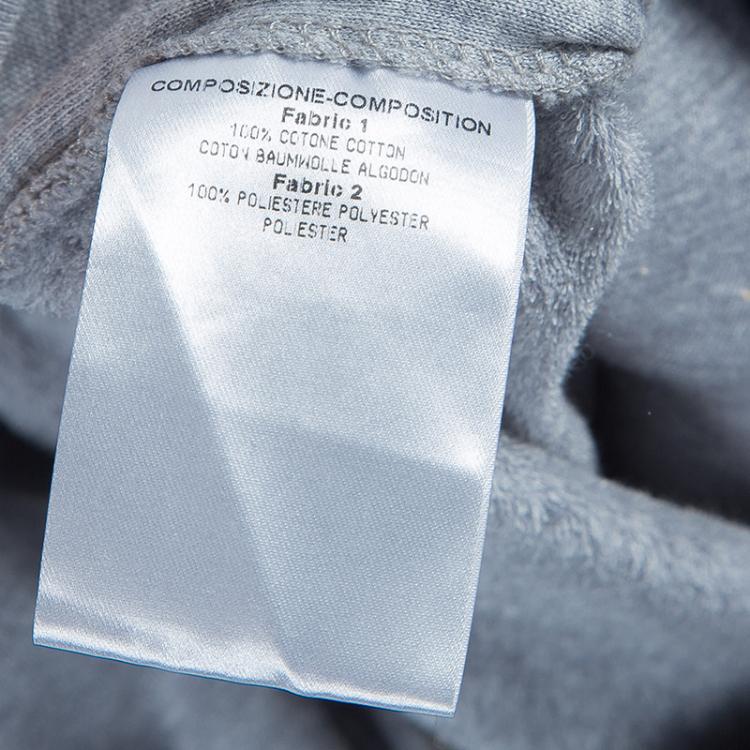 COMPOSIZIONE-COMPOSITION
Fabric 1
100% COTONE COTTON
COTON BAUMWOLLE ALGODON
Fabric 2
100% POLIESTERE POLYESTER
POLIESTER